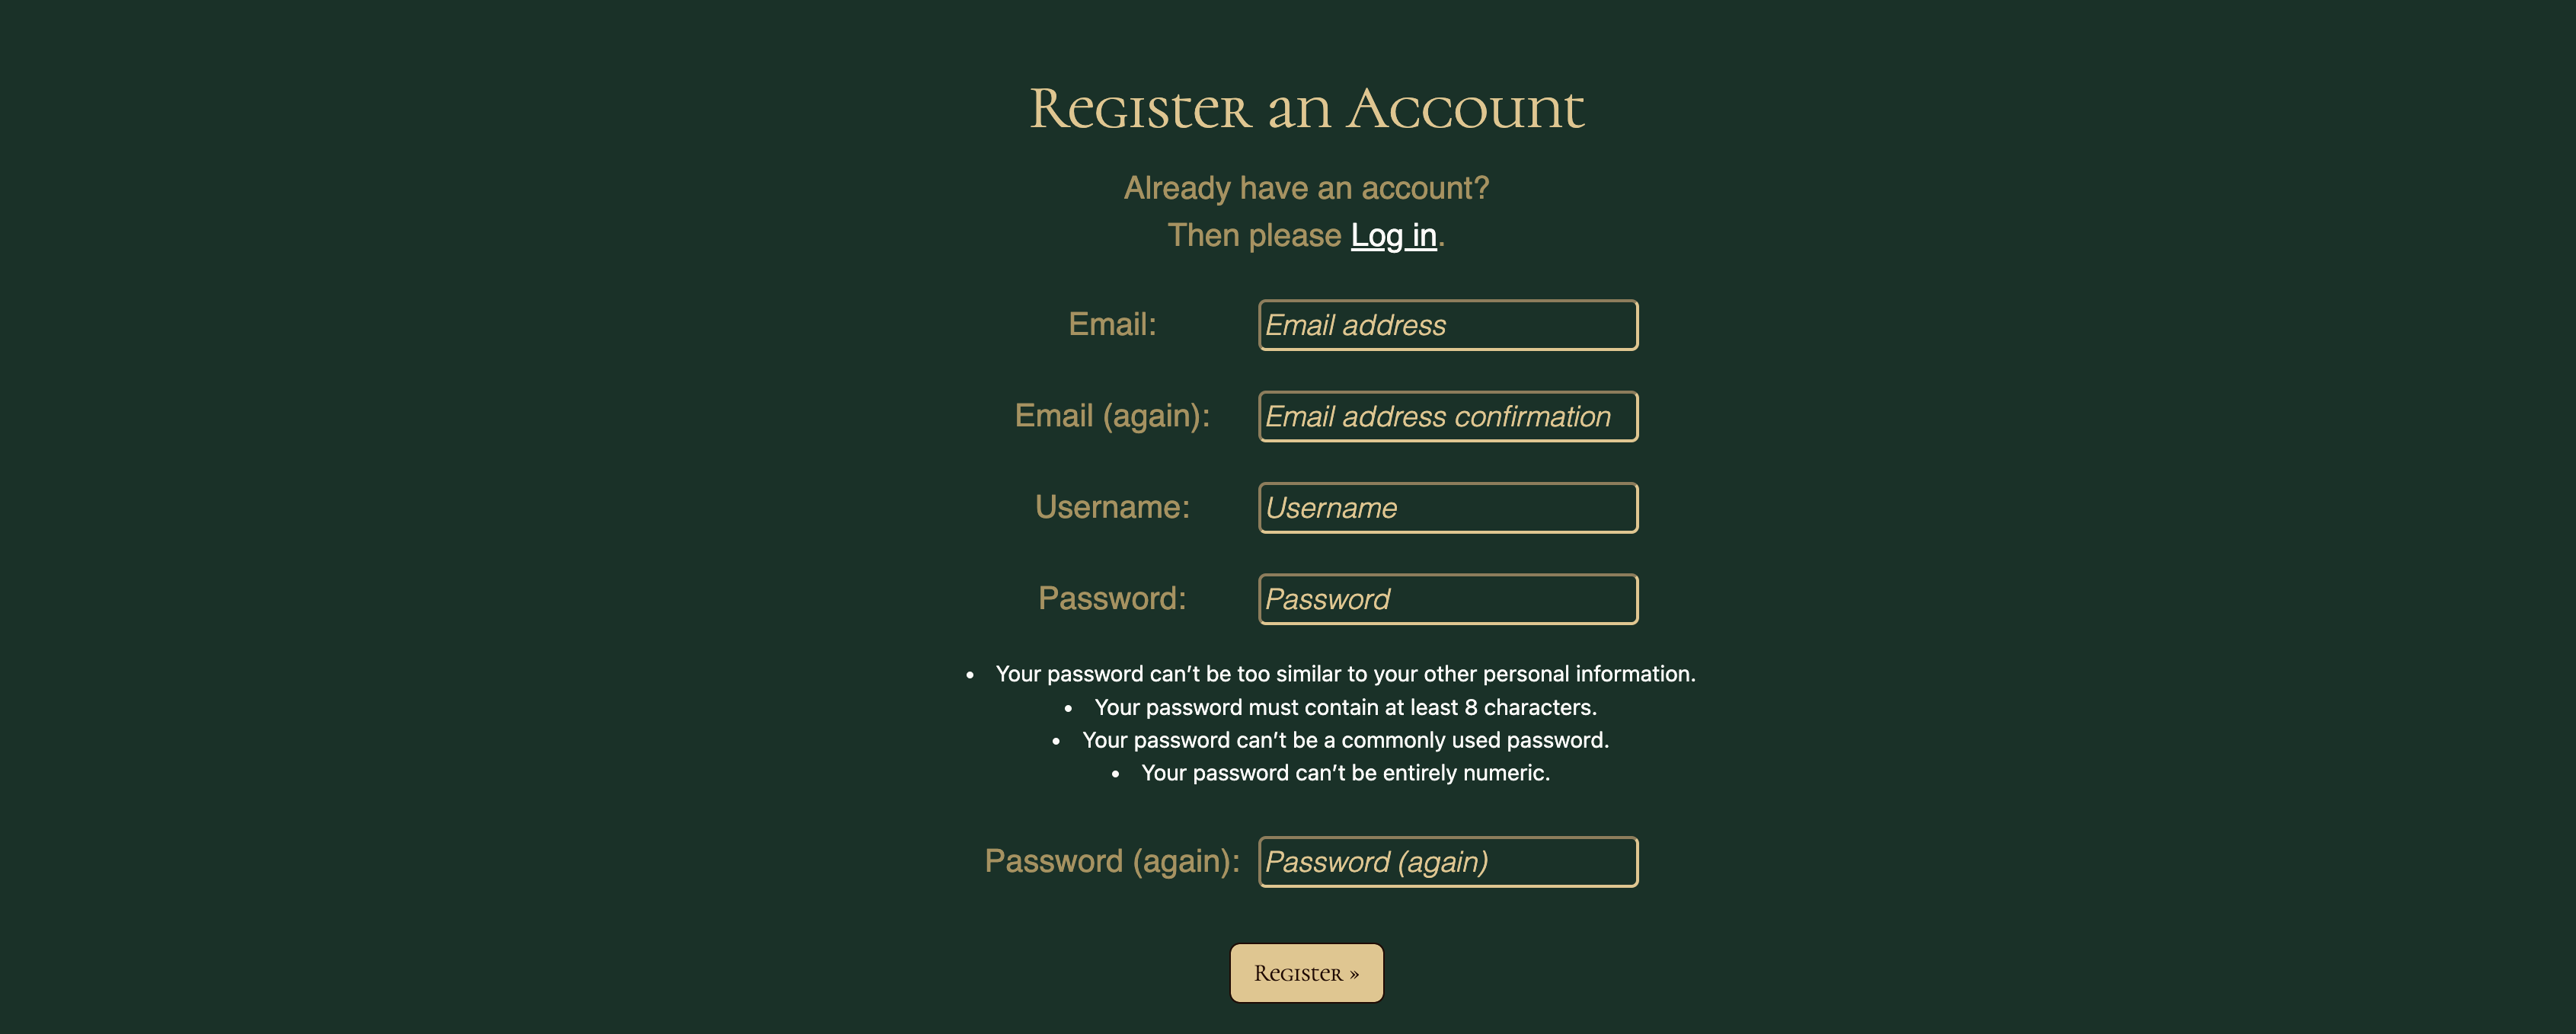 Register an Account
Already have an account?
Then please Log in.
Email: Email address
Email (again): Email address confirmation
Username: Username
Password: Password
• Your password can’t be too similar to your other personal information.
• Your password must contain at least 8 characters.
• Your password can’t be a commonly used password.
• Your password can’t be entirely numeric.
Password (again): Password (again)
Register »